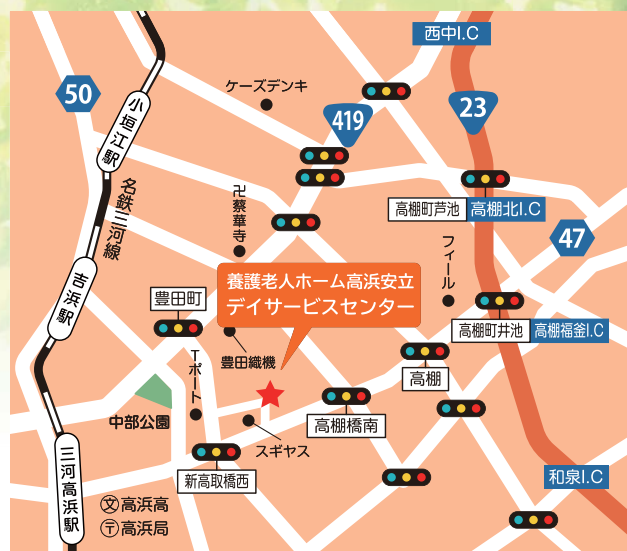 西中I.C
ケーズデンキ
50
419
23
小垣江駅
名鉄三河線
卍蔡華寺
高棚町芦池
高棚北I.C
47
フィール
吉浜駅
養護老人ホーム高浜安立
デイサービスセンター
豊田町
高棚町井池
高棚福釜I.C
豊田織機
Tポート
高棚
中部公園
高棚橋南
スギヤス
三河高浜駅
新高取橋西
和泉I.C
文高浜高
〒高浜局